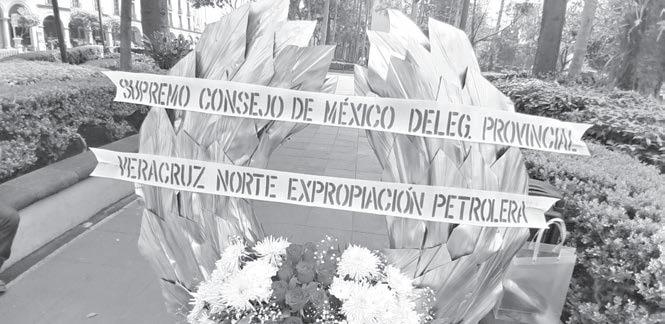 SUPREMO CONSEJO DE MÉXICO DELEG. PROVINCIAL
VERACRUZ NORTE EXPROPIACIÓN PETROLERA